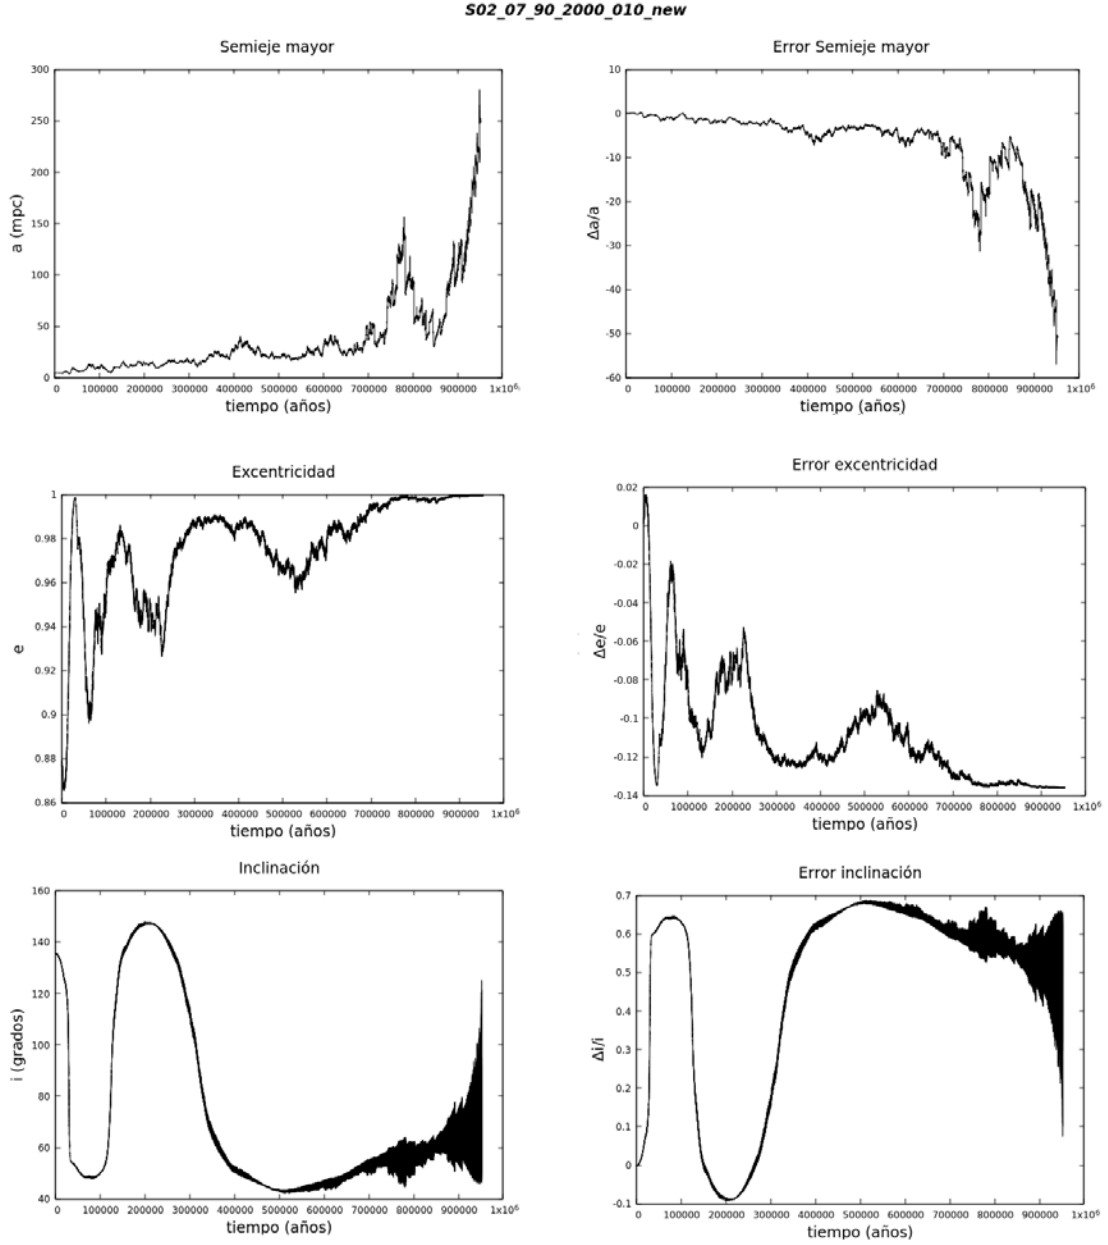 S02_07_90_2000_010_new
Semieje mayor
300
250
200
150
100
50
0
a (mpc)
0 100000 200000 300000 400000 500000 600000 700000 800000 900000 1x10⁶
tiempo (años)
Error Semieje mayor
10
0
-10
-20
-30
-40
-50
-60
Δa/a
0 100000 200000 300000 400000 500000 600000 700000 800000 900000 1x10⁶
tiempo (años)
Excentricidad
1
0.98
0.96
0.94
0.92
0.9
0.88
0.86
e
0 100000 200000 300000 400000 500000 600000 700000 800000 900000 1x10⁶
tiempo (años)
Error excentricidad
0.02
0
-0.02
-0.04
-0.06
-0.08
-0.1
-0.12
-0.14
Δe/e
0 100000 200000 300000 400000 500000 600000 700000 800000 900000 1x10⁶
tiempo (años)
Inclinación
160
140
120
100
80
60
40
i (grados)
0 100000 200000 300000 400000 500000 600000 700000 800000 900000 1x10⁶
tiempo (años)
Error inclinación
0.7
0.6
0.5
0.4
0.3
0.2
0.1
0
-0.1
Δi/i
0 100000 200000 300000 400000 500000 600000 700000 800000 900000 1x10⁶
tiempo (años)